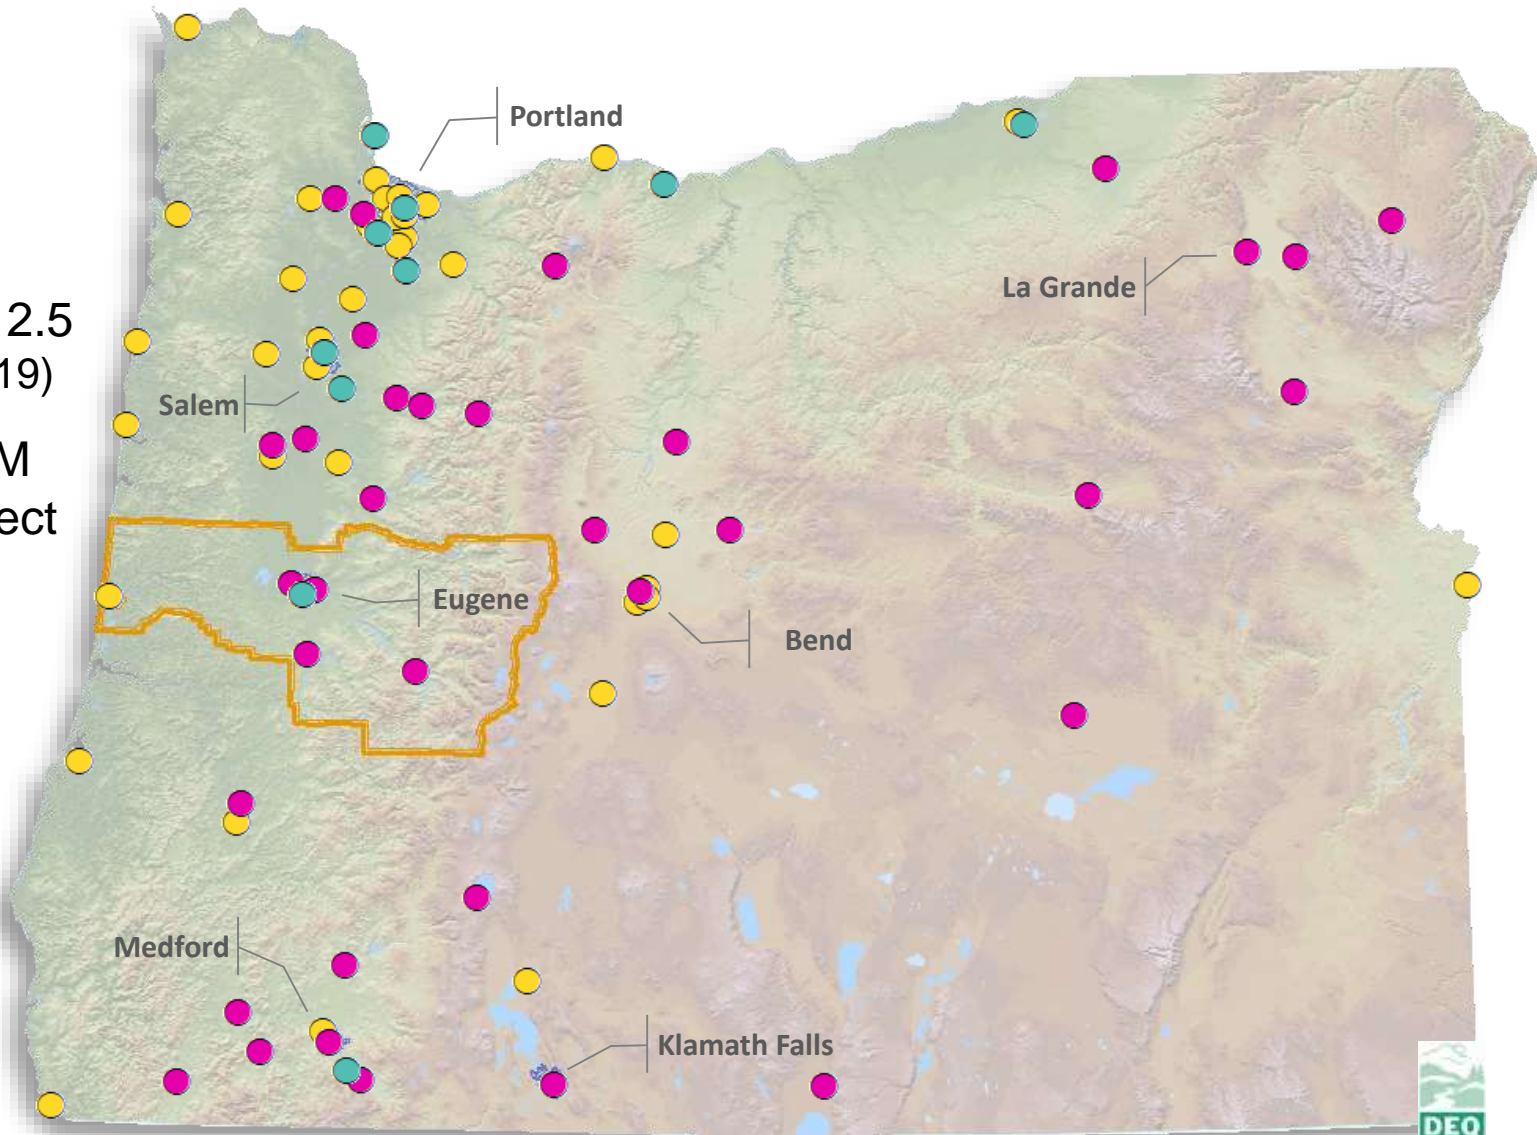 Portland
La Grande
2.5
19)
Salem
M
ect
Eugene
Bend
Medford
Klamath Falls
DEQ